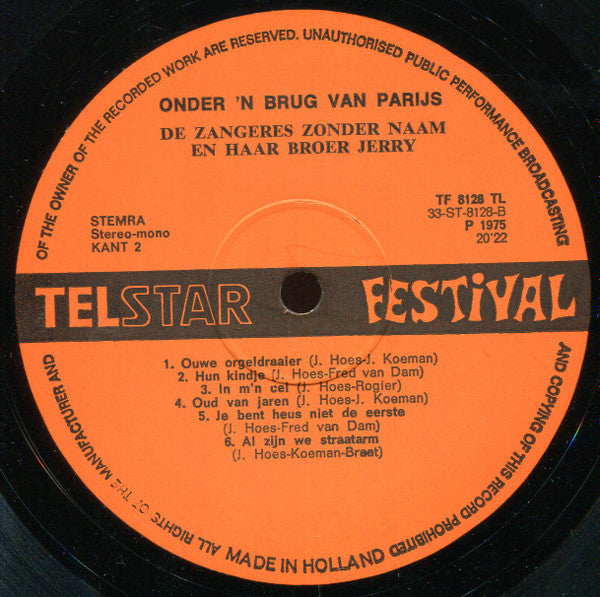 ALL RIGHTS OF THE MANUFACTURER AND OF THE OWNER OF THE RECORDED WORK ARE RESERVED. UNAUTHORISED PUBLIC PERFORMANCE BROADCASTING AND COPYING OF THIS RECORD PROHIBITED
ONDER 'N BRUG VAN PARIJS
DE ZANGERES ZONDER NAAM
EN HAAR BROER JERRY
STEMRA
Stereo-mono
KANT 2
TF 8128 TL
33-ST-8128-B
P 1975
20'22
TELSTAR FESTIVAL
1. Ouwe orgeldraaier (J. Hoes-J. Koeman)
2. Hun kindje (J. Hoes-Fred van Dam)
3. In m'n cel (J. Hoes-Rogler)
4. Oud van jaren (J. Hoes-J. Koeman)
5. Je bent heus niet de eerste
(J. Hoes-Fred van Dam)
6. Al zijn we straatarm
(J. Hoes-Koeman-Braat)
MADE IN HOLLAND